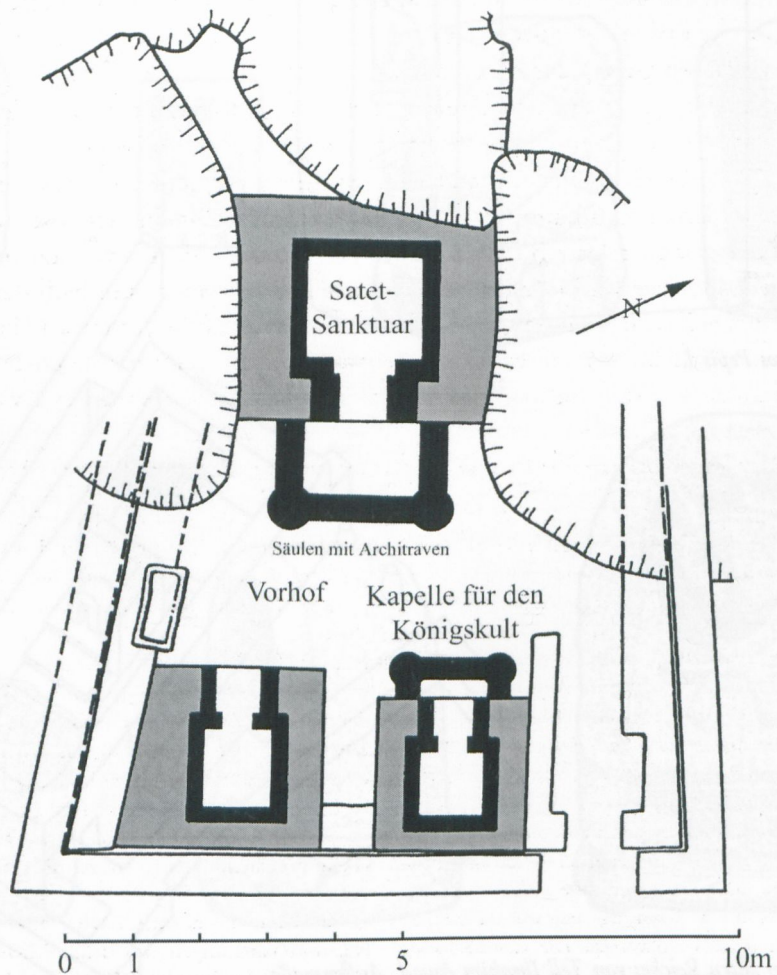 Satet-
Sanktuar
N
Säulen mit Architraven
Vorhof
Kapelle für den
Königskult
0 1 5 10m